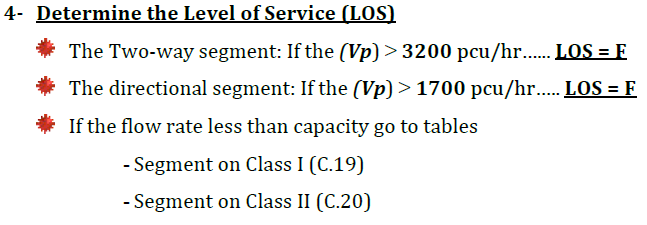 4- Determine the Level of Service (LOS)
The Two-way segment: If the (Vp) > 3200 pcu/hr...... LOS = F
The directional segment: If the (Vp) > 1700 pcu/hr..... LOS = F
If the flow rate less than capacity go to tables
- Segment on Class I (C.19)
- Segment on Class II (C.20)